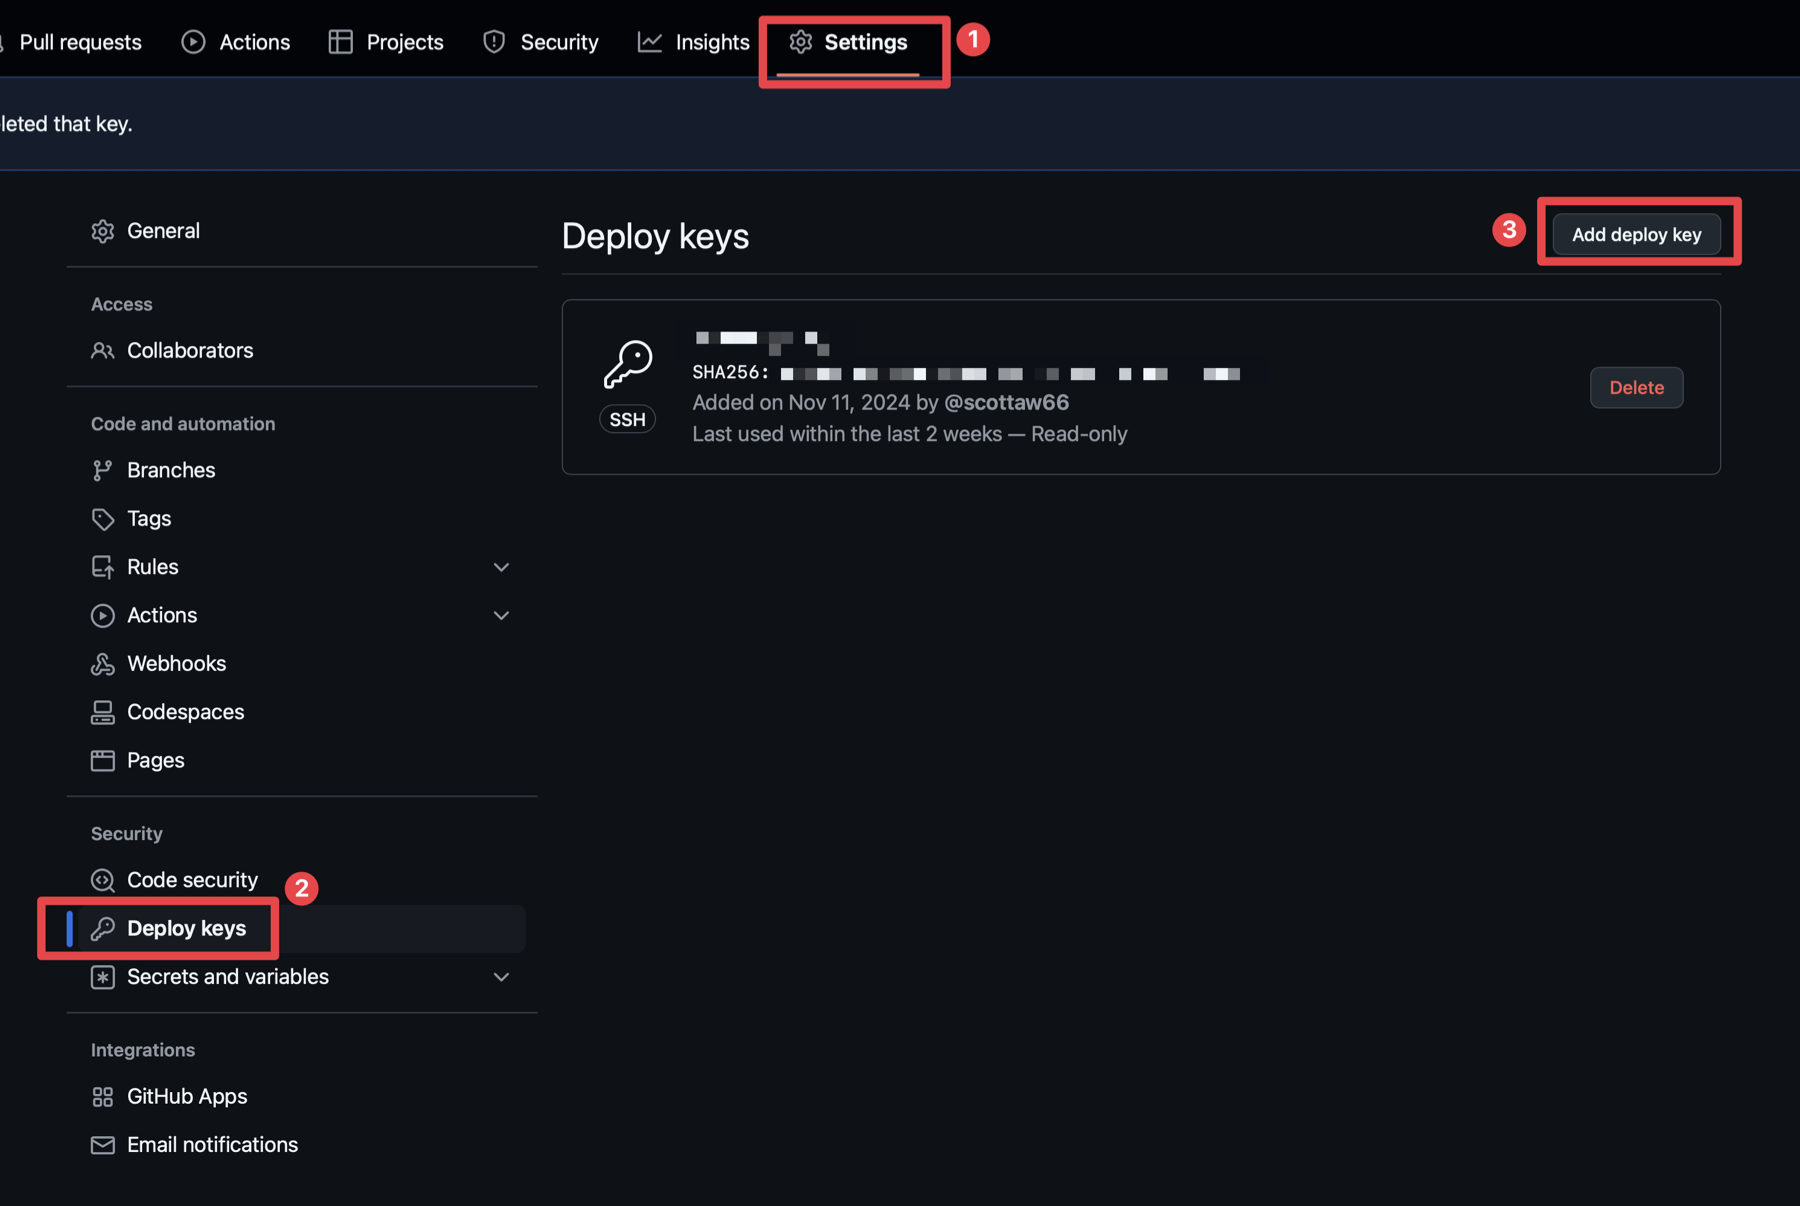 Pull requests Actions Projects Security Insights Settings 1
leted that key.
General
Access
Collaborators
Code and automation
Branches
Tags
Rules
Actions
Webhooks
Codespaces
Pages
Security
Code security
2
Deploy keys
Secrets and variables
Integrations
GitHub Apps
Email notifications
Deploy keys
3
Add deploy key
SSH
SHA256:
Added on Nov 11, 2024 by @scottaw66
Last used within the last 2 weeks — Read-only
Delete